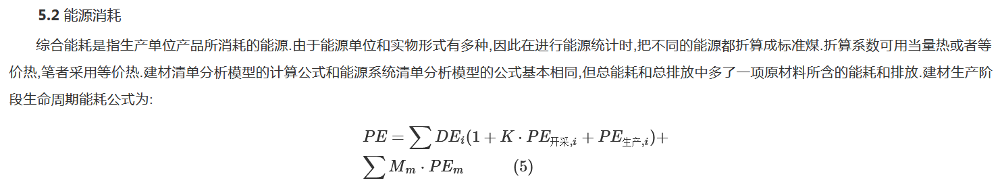 5.2 能源消耗
综合能耗是指生产单位产品所消耗的能源.由于能源单位和实物形式有多种,因此在进行能源统计时,把不同的能源都折算成标准煤.折算系数可用当量热或者等
价热,笔者采用等价热.建材清单分析模型的计算公式和能源系统清单分析模型的公式基本相同,但总能耗和总排放中多了一项原材料所含的能耗和排放.建材生产阶
段生命周期能耗公式为:
PE = ∑ DE_i(1 + K · PE_{开采,i} + PE_{生产,i})+
∑ M_m · PE_m (5)